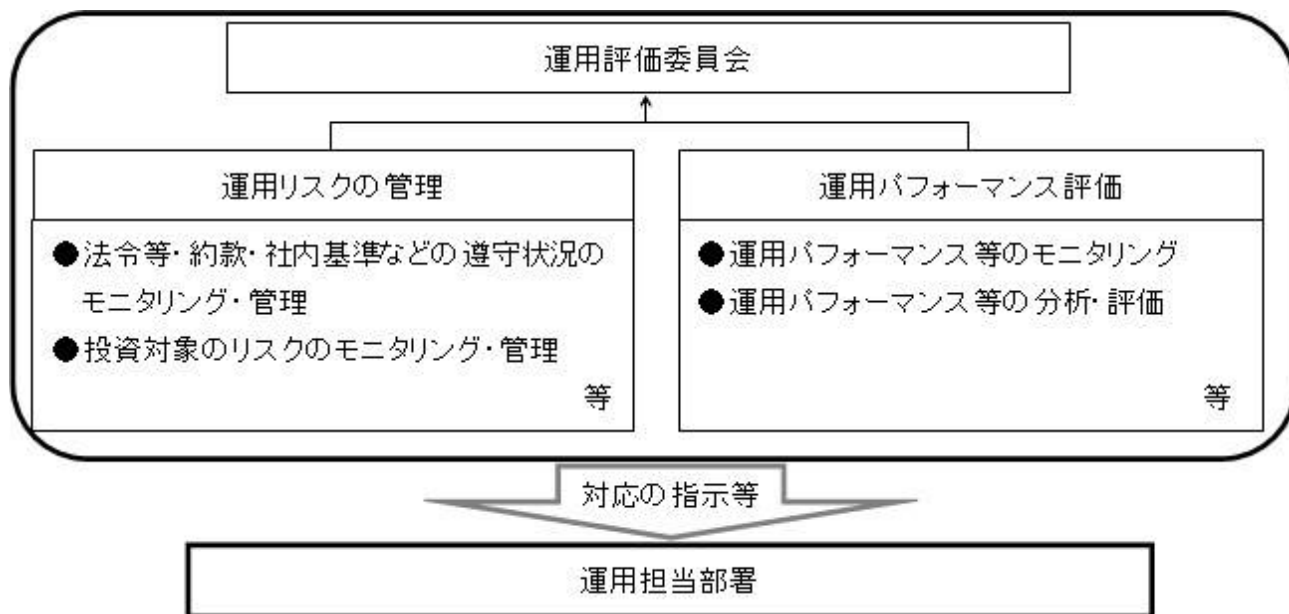 運用評価委員会
運用リスクの管理
●法令等・約款・社内基準などの遵守状況の
モニタリング・管理
●投資対象のリスクのモニタリング・管理
等
運用パフォーマンス評価
●運用パフォーマンス等のモニタリング
●運用パフォーマンス等の分析・評価
等
対応の指示等
運用担当部署